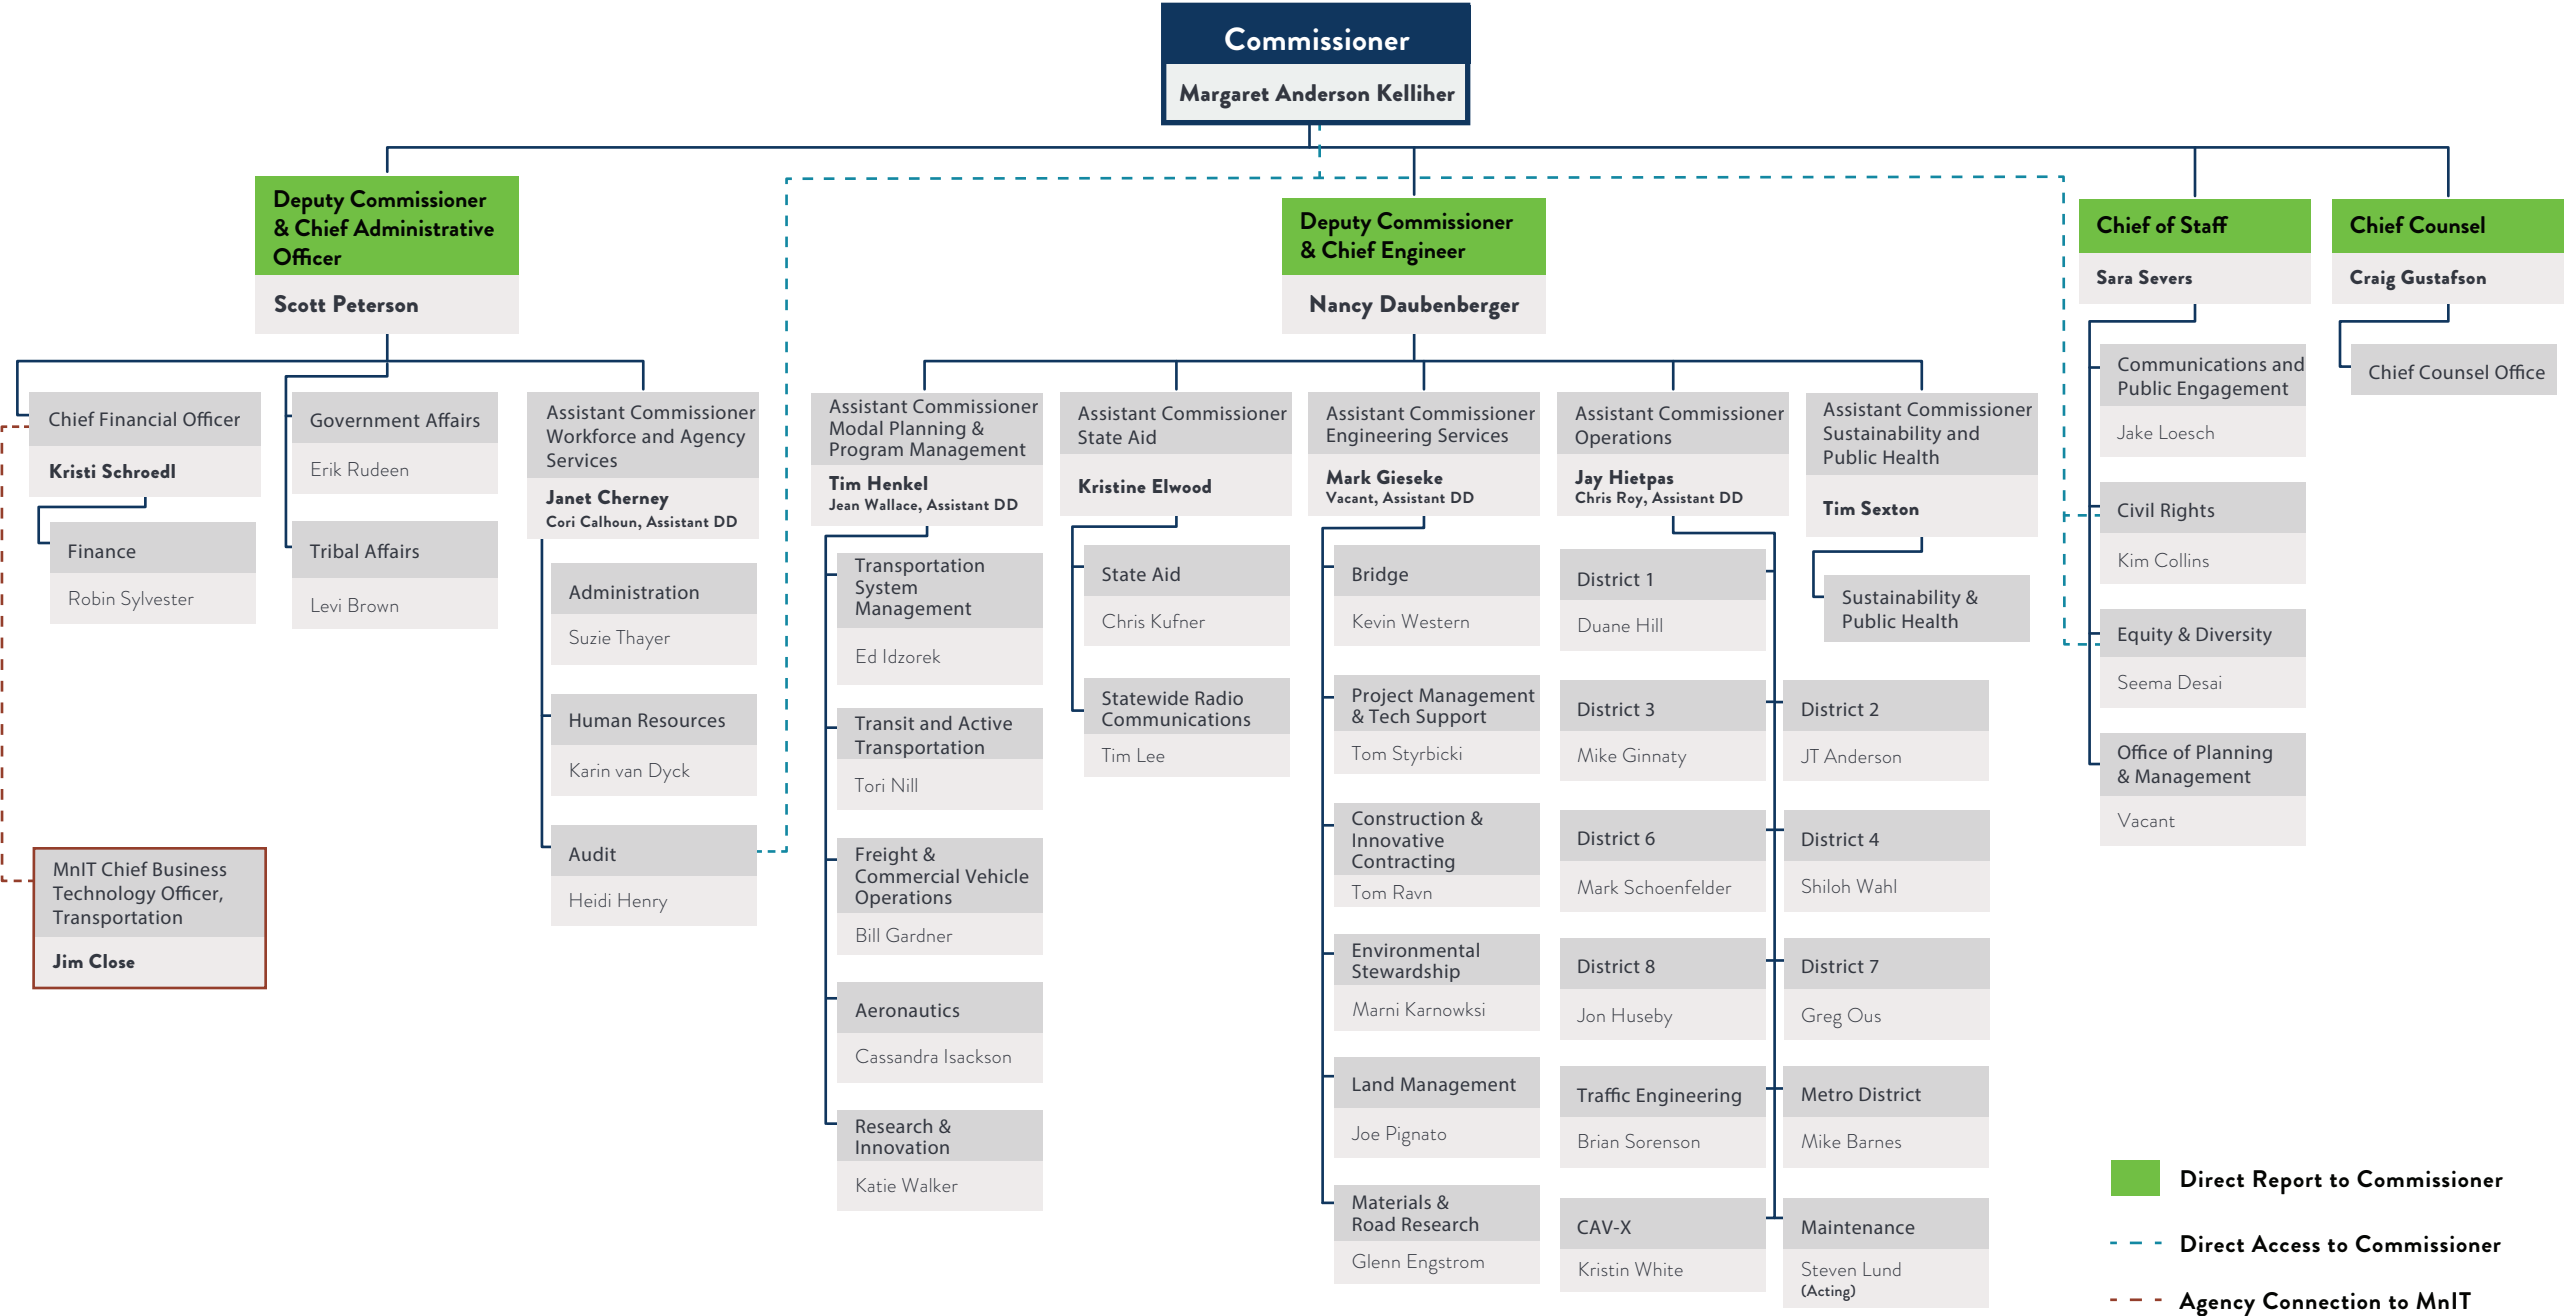 Commissioner
Margaret Anderson Kelliher
Deputy Commissioner
& Chief Administrative
Officer
Scott Peterson
Deputy Commissioner
& Chief Engineer
Nancy Daubenberger
Chief of Staff
Sara Severs
Chief Counsel
Craig Gustafson
Chief Financial Officer
Kristi Schroedl
Finance
Robin Sylvester
MnIT Chief Business
Technology Officer,
Transportation
Jim Close
Government Affairs
Erik Rudeen
Tribal Affairs
Levi Brown
Assistant Commissioner
Workforce and Agency
Services
Janet Cherney
Cori Calhoun, Assistant DD
Administration
Suzie Thayer
Human Resources
Karin van Dyck
Audit
Heidi Henry
Assistant Commissioner
Modal Planning &
Program Management
Tim Henkel
Jean Wallace, Assistant DD
Transportation
System
Management
Ed Idzorek
Transit and Active
Transportation
Tori Nill
Freight &
Commercial Vehicle
Operations
Bill Gardner
Aeronautics
Cassandra Isackson
Research &
Innovation
Katie Walker
Assistant Commissioner
State Aid
Kristine Elwood
State Aid
Chris Kufner
Statewide Radio
Communications
Tim Lee
Assistant Commissioner
Engineering Services
Mark Gieseke
Vacant, Assistant DD
Bridge
Kevin Western
Project Management
& Tech Support
Tom Styrbicki
Construction &
Innovative
Contracting
Tom Ravn
Environmental
Stewardship
Marni Karnowksi
Land Management
Joe Pignato
Materials &
Road Research
Glenn Engstrom
Assistant Commissioner
Operations
Jay Hietpas
Chris Roy, Assistant DD
District 1
Duane Hill
District 3
Mike Ginnaty
District 2
JT Anderson
District 6
Mark Schoenfelder
District 4
Shiloh Wahl
District 8
Jon Huseby
District 7
Greg Ous
Traffic Engineering
Brian Sorenson
Metro District
Mike Barnes
CAV-X
Kristin White
Maintenance
Steven Lund
(Acting)
Assistant Commissioner
Sustainability and
Public Health
Tim Sexton
Sustainability &
Public Health
Communications and
Public Engagement
Jake Loesch
Civil Rights
Kim Collins
Equity & Diversity
Seema Desai
Office of Planning
& Management
Vacant
Chief Counsel Office
Direct Report to Commissioner
Direct Access to Commissioner
Agency Connection to MnIT